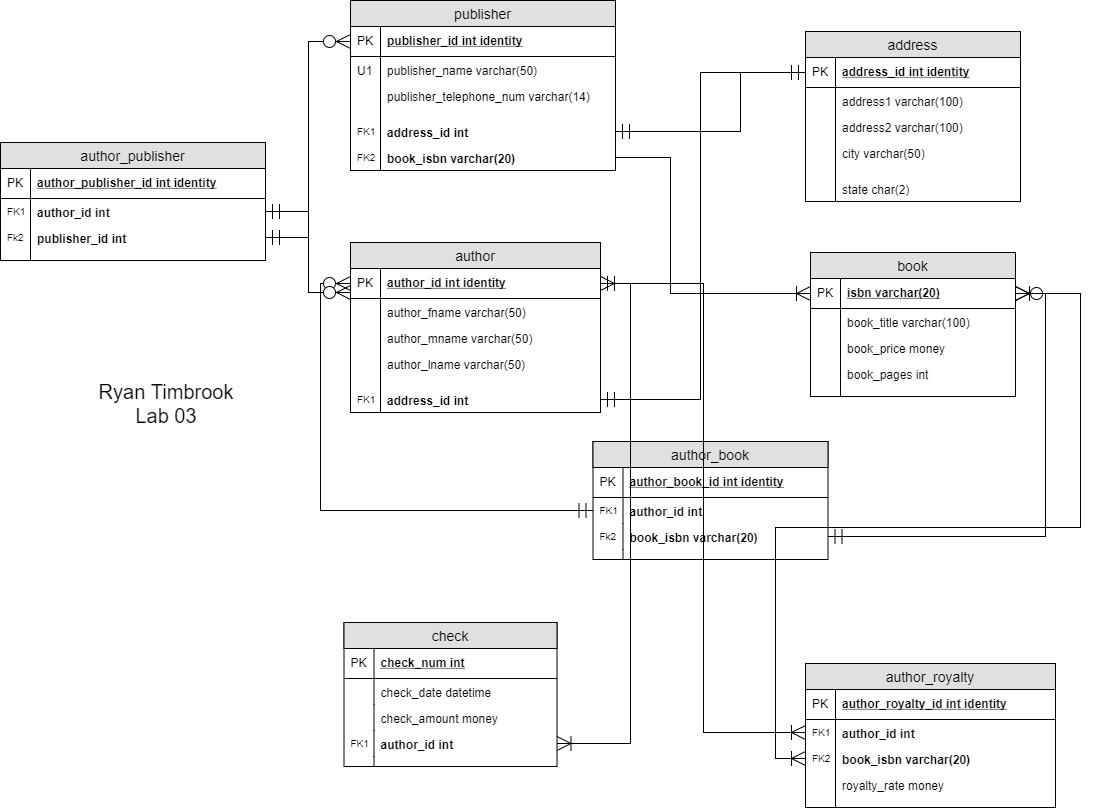 publisher
PK publisher_id int identity
U1 publisher_name varchar(50)
publisher_telephone_num varchar(14)
FK1 address_id int
FK2 book_isbn varchar(20)
address
PK address_id int identity
address1 varchar(100)
address2 varchar(100)
city varchar(50)
state char(2)
author_publisher
PK author_publisher_id int identity
FK1 author_id int
Fk2 publisher_id int
author
PK author_id int identity
author_fname varchar(50)
author_mname varchar(50)
author_lname varchar(50)
FK1 address_id int
book
PK isbn varchar(20)
book_title varchar(100)
book_price money
book_pages int
Ryan Timbrook
Lab 03
author_book
PK author_book_id int identity
FK1 author_id int
Fk2 book_isbn varchar(20)
check
PK check_num int
check_date datetime
check_amount money
FK1 author_id int
author_royalty
PK author_royalty_id int identity
FK1 author_id int
FK2 book_isbn varchar(20)
royalty_rate money